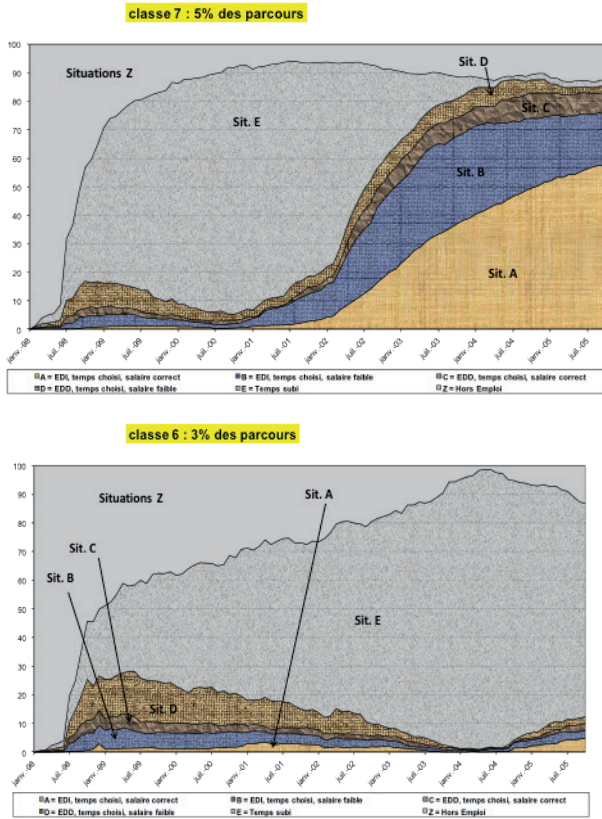 classe 7 : 5% des parcours
100
90
80
70
60
50
40
30
20
10
0
Situations Z
Sit. D
Sit. E
Sit. C
Sit. B
Sit. A
janv.-98
juil.-98
janv.-99
juil.-99
janv.-00
juil.-00
janv.-01
juil.-01
janv.-02
juil.-02
janv.-03
juil.-03
janv.-04
juil.-04
janv.-05
juil.-05
A = EDI, temps choisi, salaire correct B = EDI, temps choisi, salaire faible C = EDD, temps choisi, salaire correct
D = EDD, temps choisi, salaire faible E = Temps subi Z = Hors Emploi
classe 6 : 3% des parcours
100
90
80
70
60
50
40
30
20
10
0
Situations Z
Sit. A
Sit. C
Sit. B
Sit. E
Sit. D
janv.-98
juil.-98
janv.-99
juil.-99
janv.-00
juil.-00
janv.-01
juil.-01
janv.-02
juil.-02
janv.-03
juil.-03
janv.-04
juil.-04
janv.-05
juil.-05
A = EDI, temps choisi, salaire correct B = EDI, temps choisi, salaire faible C = EDD, temps choisi, salaire correct
D = EDD, temps choisi, salaire faible E = Temps subi Z = Hors Emploi